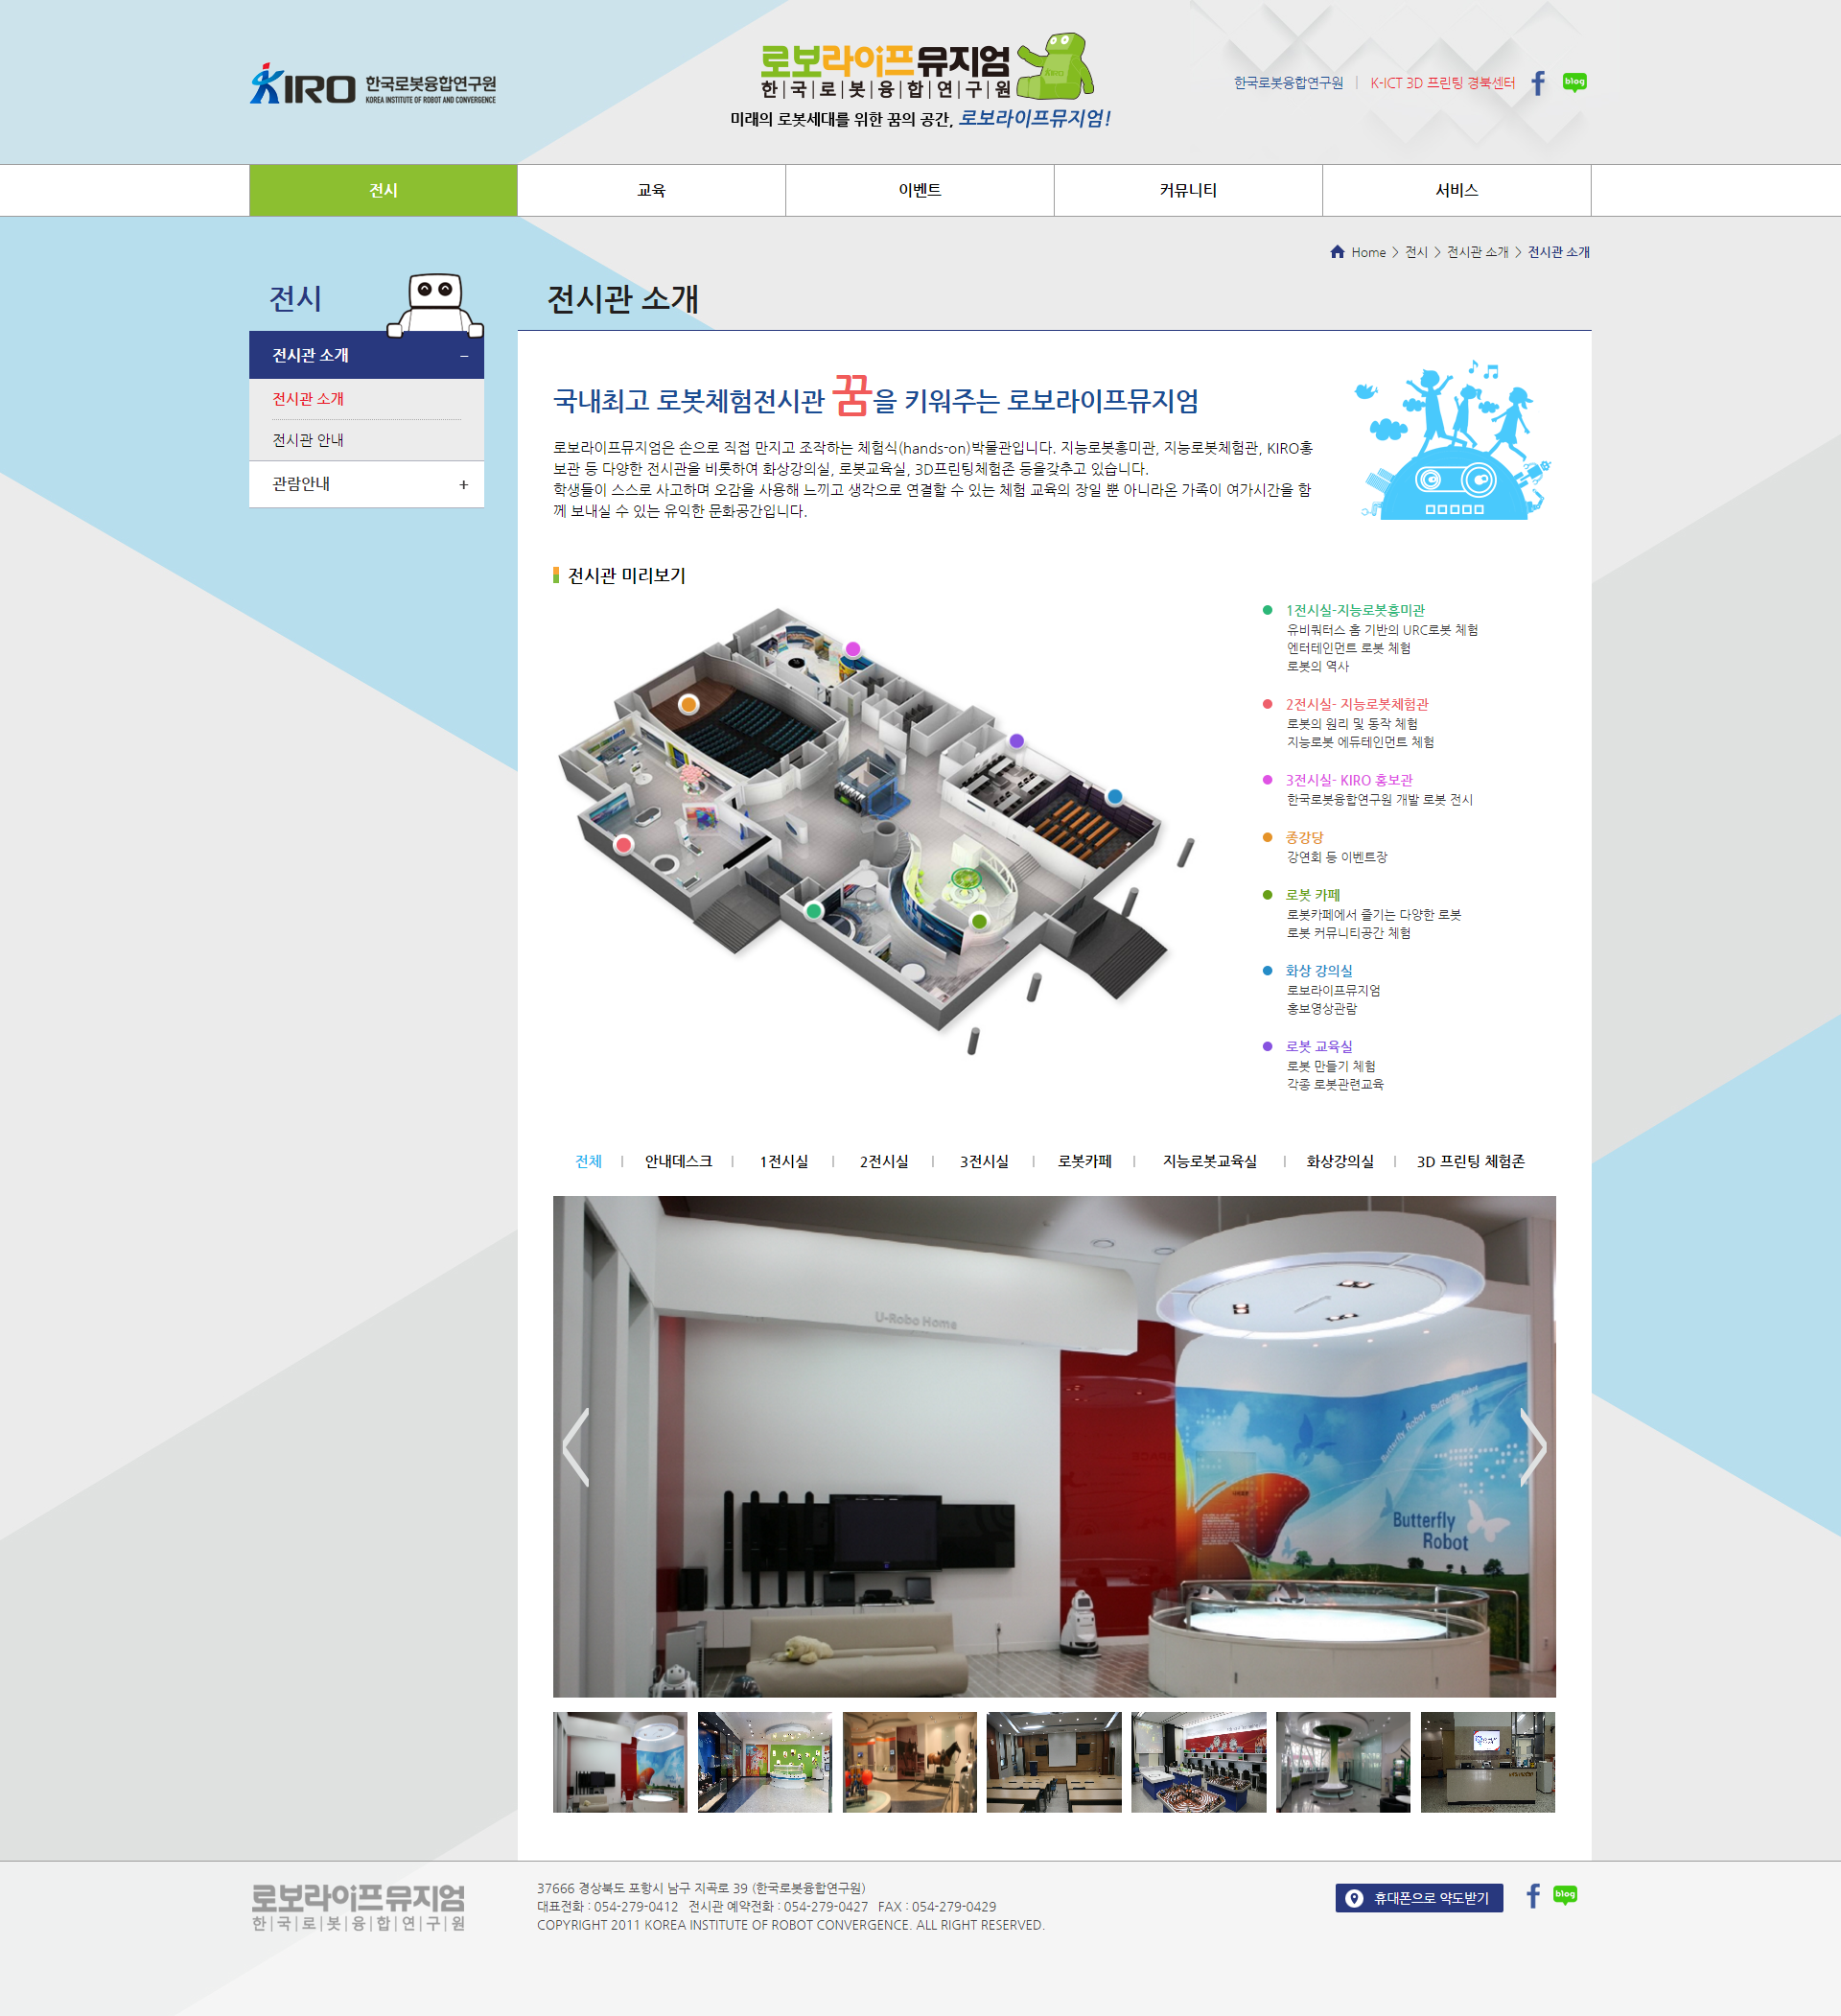 KIRO 한국로봇융합연구원
KOREA INSTITUTE OF ROBOT AND CONVERGENCE
로보라이프뮤지엄
한|국|로|봇|융|합|연|구|원
KIRO
미래의 로봇세대를 위한 꿈의 공간, 로보라이프뮤지엄!
한국로봇융합연구원 | K-ICT 3D 프린팅 경북센터
blog
전시 교육 이벤트 커뮤니티 서비스
Home > 전시 > 전시관 소개 > 전시관 소개
전시
전시관 소개 −
전시관 소개
전시관 안내
관람안내 +
전시관 소개
국내최고 로봇체험전시관 꿈을 키워주는 로보라이프뮤지엄
로보라이프뮤지엄은 손으로 직접 만지고 조작하는 체험식(hands-on)박물관입니다. 지능로봇흥미관, 지능로봇체험관, KIRO홍
보관 등 다양한 전시관을 비롯하여 화상강의실, 로봇교육실, 3D프린팅체험존 등을갖추고 있습니다.
학생들이 스스로 사고하며 오감을 사용해 느끼고 생각으로 연결할 수 있는 체험 교육의 장일 뿐 아니라온 가족이 여가시간을 함
께 보내실 수 있는 유익한 문화공간입니다.
전시관 미리보기
1전시실-지능로봇흥미관
유비쿼터스 홈 기반의 URC로봇 체험
엔터테인먼트 로봇 체험
로봇의 역사
2전시실- 지능로봇체험관
로봇의 원리 및 동작 체험
지능로봇 에듀테인먼트 체험
3전시실- KIRO 홍보관
한국로봇융합연구원 개발 로봇 전시
종강당
강연회 등 이벤트장
로봇 카페
로봇카페에서 즐기는 다양한 로봇
로봇 커뮤니티공간 체험
화상 강의실
로보라이프뮤지엄
홍보영상관람
로봇 교육실
로봇 만들기 체험
각종 로봇관련교육
전체 | 안내데스크 | 1전시실 | 2전시실 | 3전시실 | 로봇카페 | 지능로봇교육실 | 화상강의실 | 3D 프린팅 체험존
U-Robo Home
Butterfly Robot Butterfly Robot
Butterfly
Robot
로보라이프뮤지엄
한|국|로|봇|융|합|연|구|원
37666 경상북도 포항시 남구 지곡로 39 (한국로봇융합연구원)
대표전화 : 054-279-0412 전시관 예약전화 : 054-279-0427 FAX : 054-279-0429
COPYRIGHT 2011 KOREA INSTITUTE OF ROBOT CONVERGENCE. ALL RIGHT RESERVED.
휴대폰으로 약도받기
blog